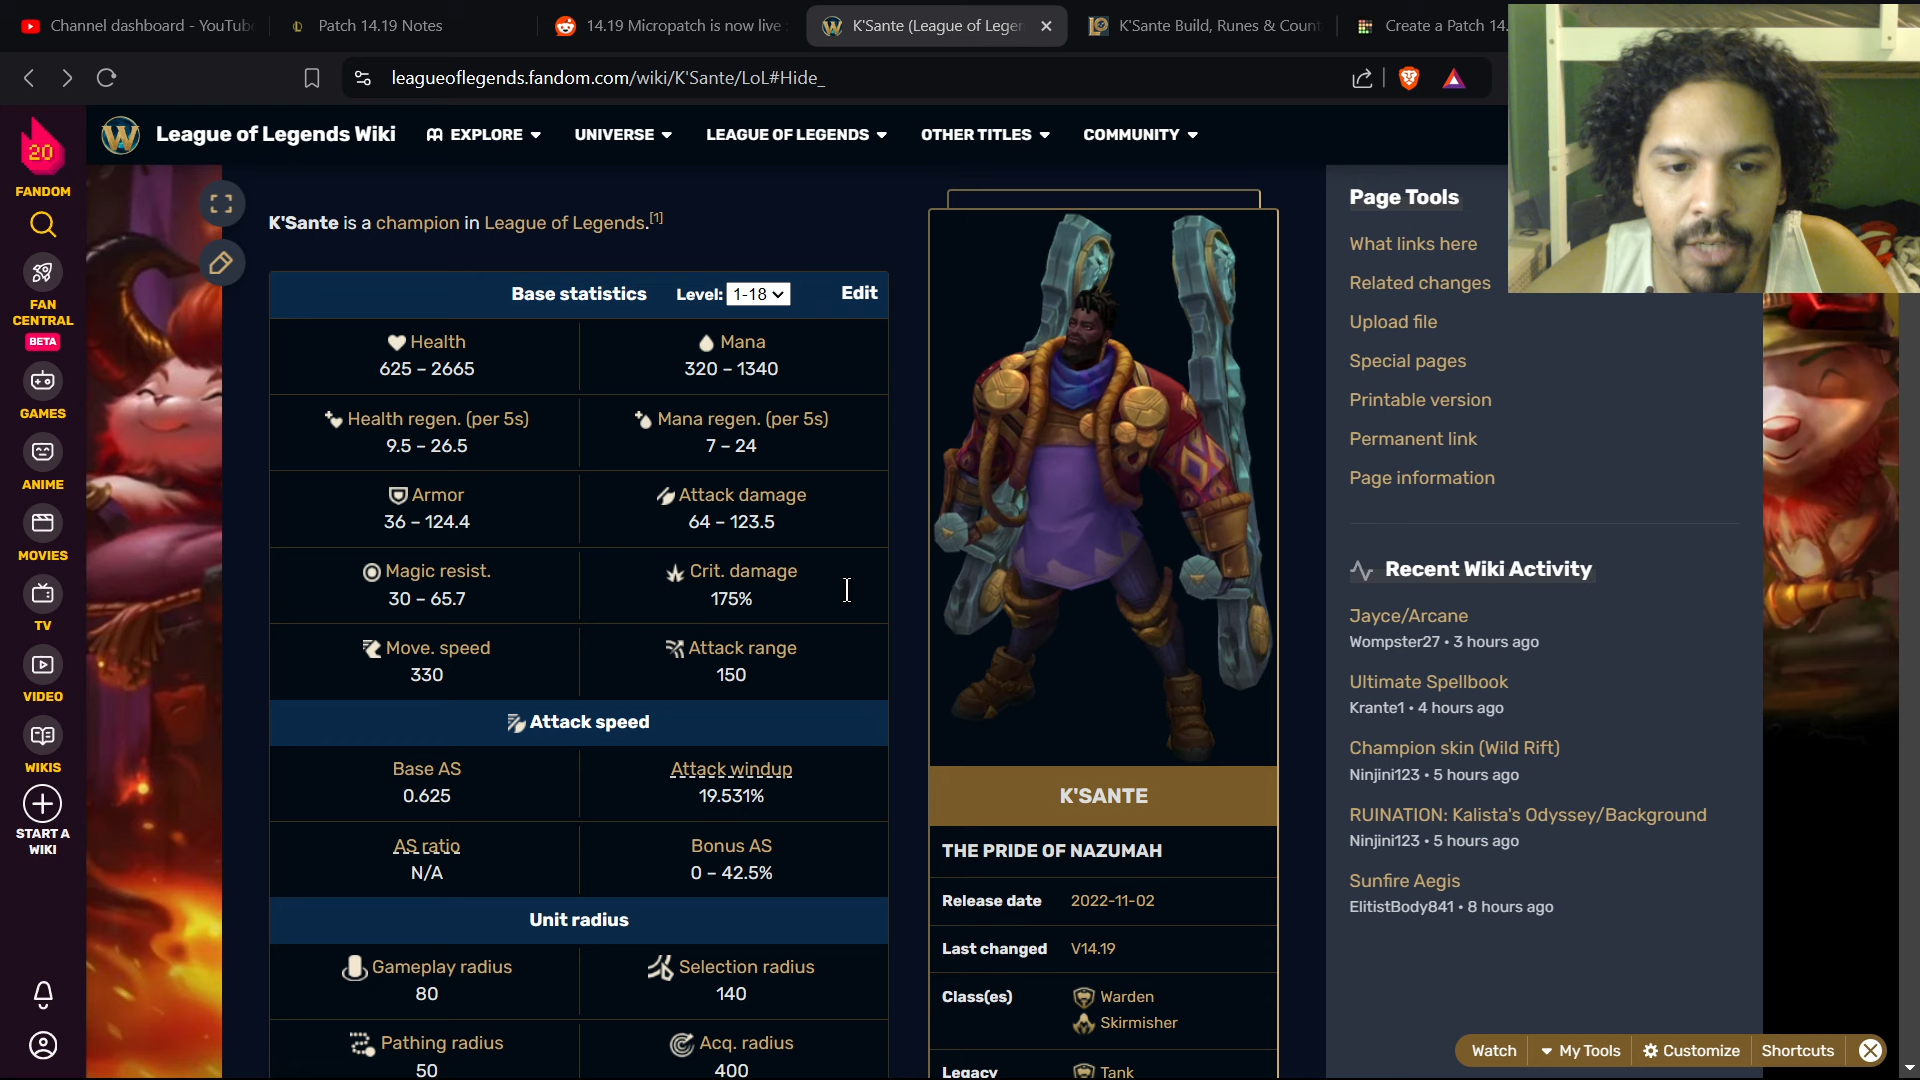 Channel dashboard - YouTube
Patch 14.19 Notes
14.19 Micropatch is now live
K'Sante (League of Legen
K'Sante Build, Runes & Count
Create a Patch 14.
leagueoflegends.fandom.com/wiki/K'Sante/LoL#Hide_
20
FANDOM
FAN CENTRAL
BETA
GAMES
ANIME
MOVIES
TV
VIDEO
WIKIS
START A WIKI
League of Legends Wiki
EXPLORE
UNIVERSE
LEAGUE OF LEGENDS
OTHER TITLES
COMMUNITY
K'Sante is a champion in League of Legends.[1]
Base statistics Level: 1-18 Edit
Health
625 – 2665
Mana
320 – 1340
Health regen. (per 5s)
9.5 – 26.5
Mana regen. (per 5s)
7 – 24
Armor
36 – 124.4
Attack damage
64 – 123.5
Magic resist.
30 – 65.7
Crit. damage
175%
Move. speed
330
Attack range
150
Attack speed
Base AS
0.625
Attack windup
19.531%
AS ratio
N/A
Bonus AS
0 – 42.5%
Unit radius
Gameplay radius
80
Selection radius
140
Pathing radius
50
Acq. radius
400
K'SANTE
THE PRIDE OF NAZUMAH
Release date 2022-11-02
Last changed V14.19
Class(es) Warden
Skirmisher
Legacy Tank
Page Tools
What links here
Related changes
Upload file
Special pages
Printable version
Permanent link
Page information
Recent Wiki Activity
Jayce/Arcane
Wompster27 • 3 hours ago
Ultimate Spellbook
Krante1 • 4 hours ago
Champion skin (Wild Rift)
Ninjini123 • 5 hours ago
RUINATION: Kalista's Odyssey/Background
Ninjini123 • 5 hours ago
Sunfire Aegis
ElitistBody841 • 8 hours ago
Watch
My Tools
Customize
Shortcuts